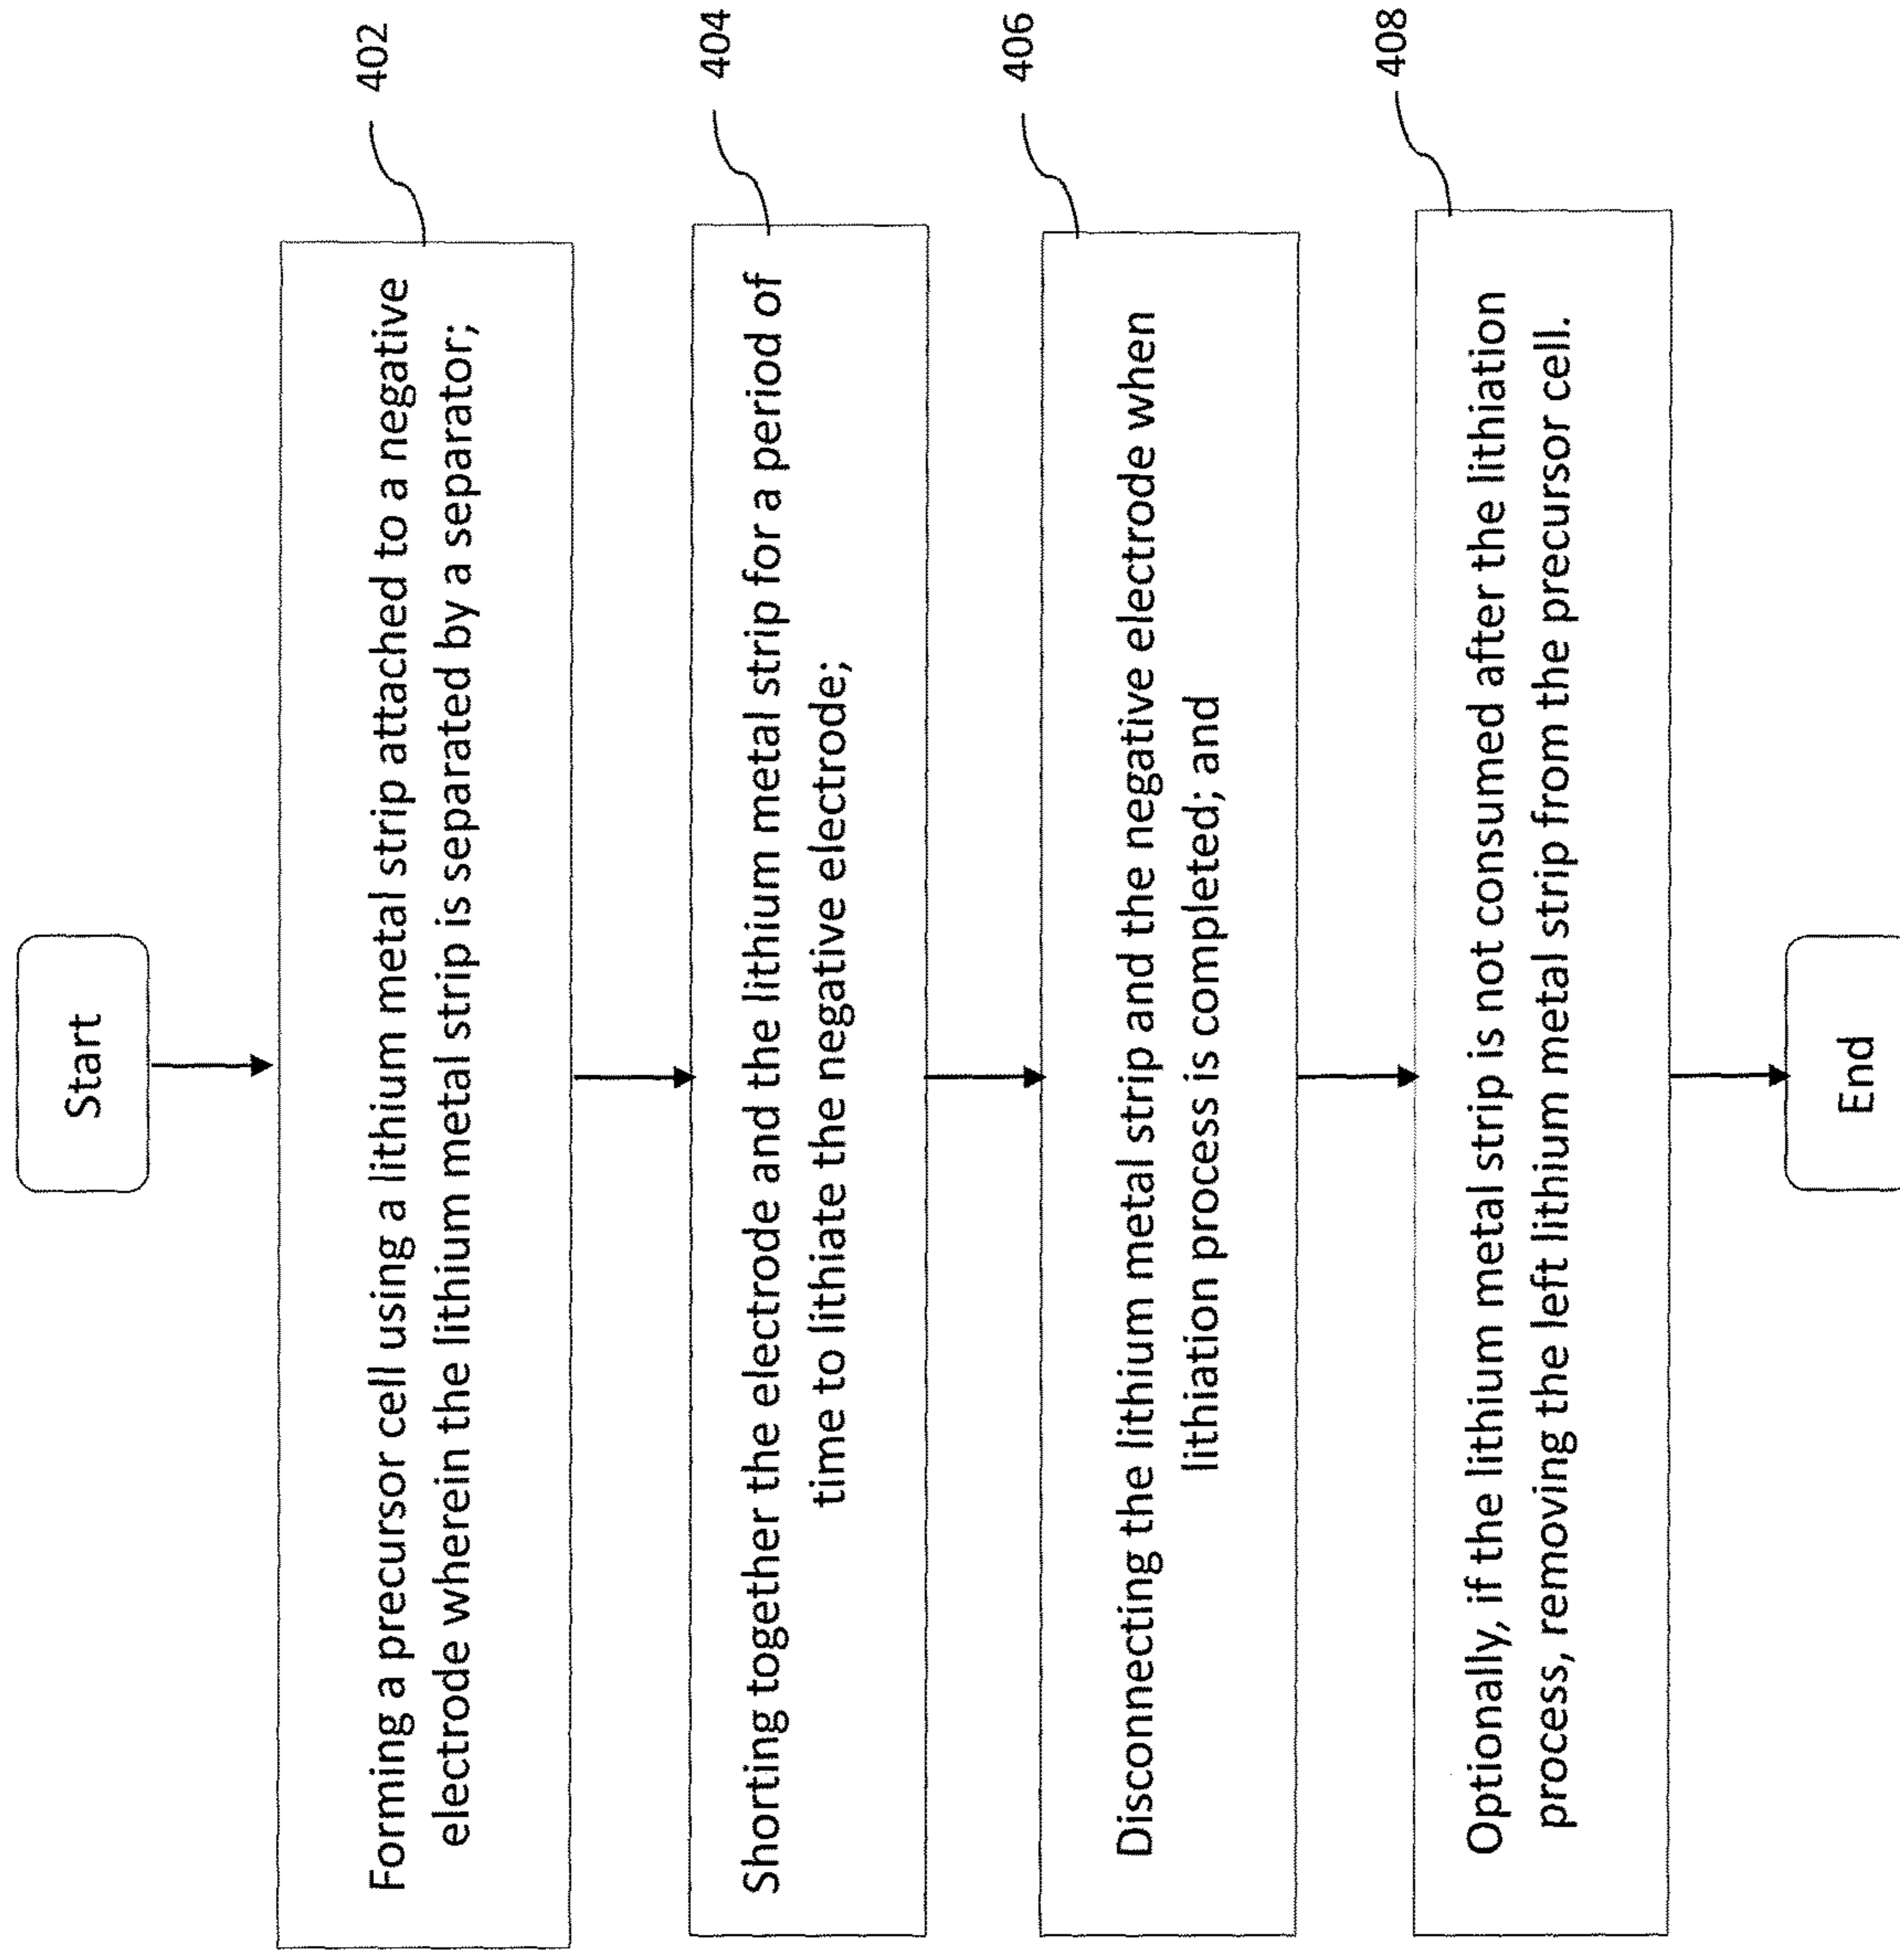 Start
Forming a precursor cell using a lithium metal strip attached to a negative
electrode wherein the lithium metal strip is separated by a separator;
402
Shorting together the electrode and the lithium metal strip for a period of
time to lithiate the negative electrode;
404
Disconnecting the lithium metal strip and the negative electrode when
lithiation process is completed; and
406
Optionally, if the lithium metal strip is not consumed after the lithiation
process, removing the left lithium metal strip from the precursor cell.
408
End